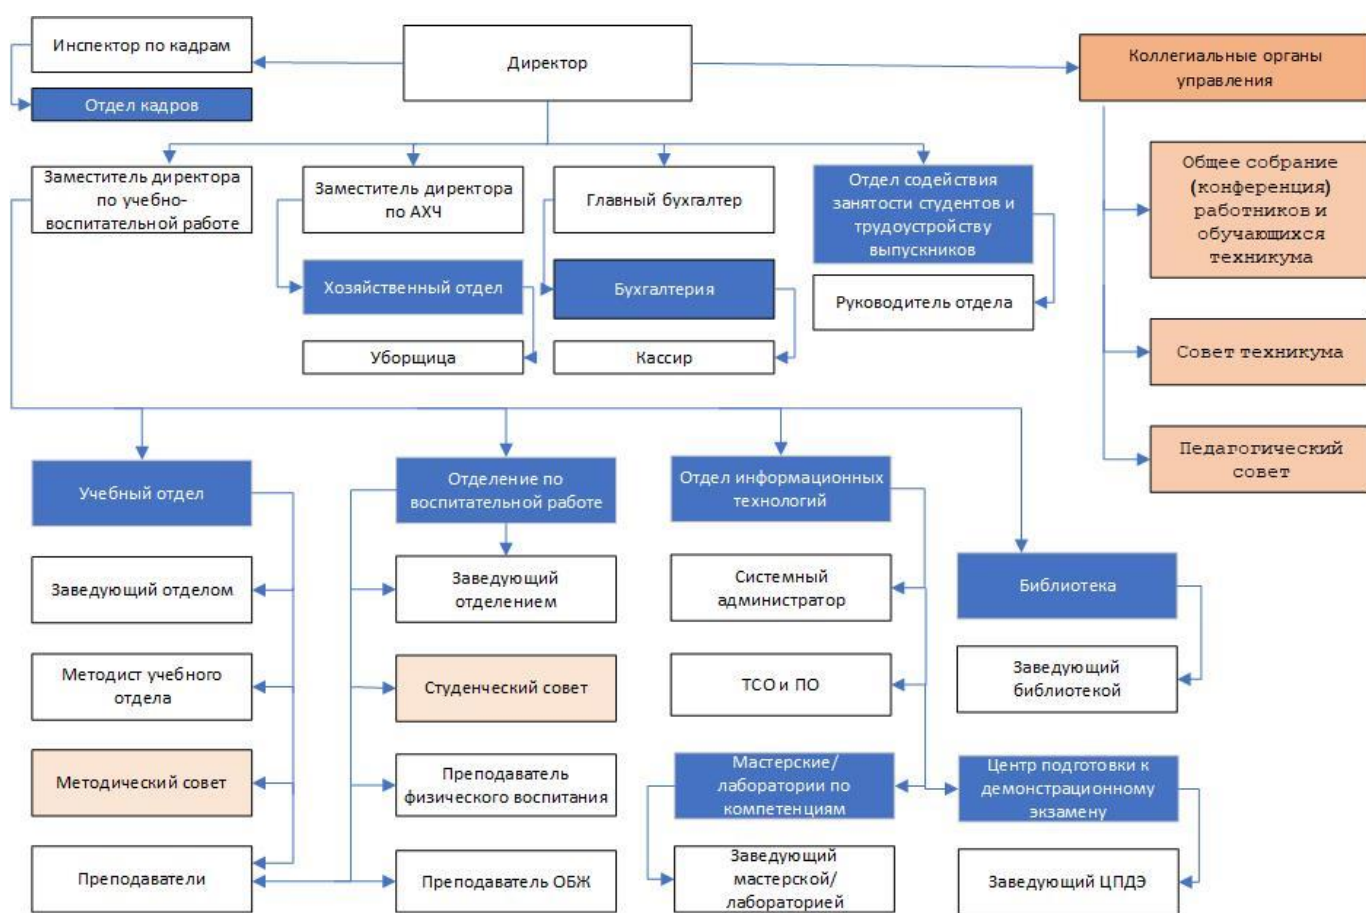 Инспектор по кадрам
Директор
Коллегиальные органы
управления
Отдел кадров
Заместитель директора
по учебно-
воспитательной работе
Заместитель директора
по АХЧ
Главный бухгалтер
Отдел содействия
занятости студентов и
трудоустройству
выпускников
Общее собрание
(конференция)
работников и
обучающихся
техникума
Хозяйственный отдел
Бухгалтерия
Руководитель отдела
Уборщица
Кассир
Совет техникума
Педагогический
совет
Учебный отдел
Отделение по
воспитательной работе
Отдел информационных
технологий
Заведующий отделом
Заведующий
отделением
Системный
администратор
Библиотека
Методист учебного
отдела
Студенческий совет
ТСО и ПО
Заведующий
библиотекой
Методический совет
Преподаватель
физического воспитания
Мастерские/
лаборатории по
компетенциям
Центр подготовки к
демонстрационному
экзамену
Преподаватели
Преподаватель ОБЖ
Заведующий
мастерской/
лабораторией
Заведующий ЦПДЭ